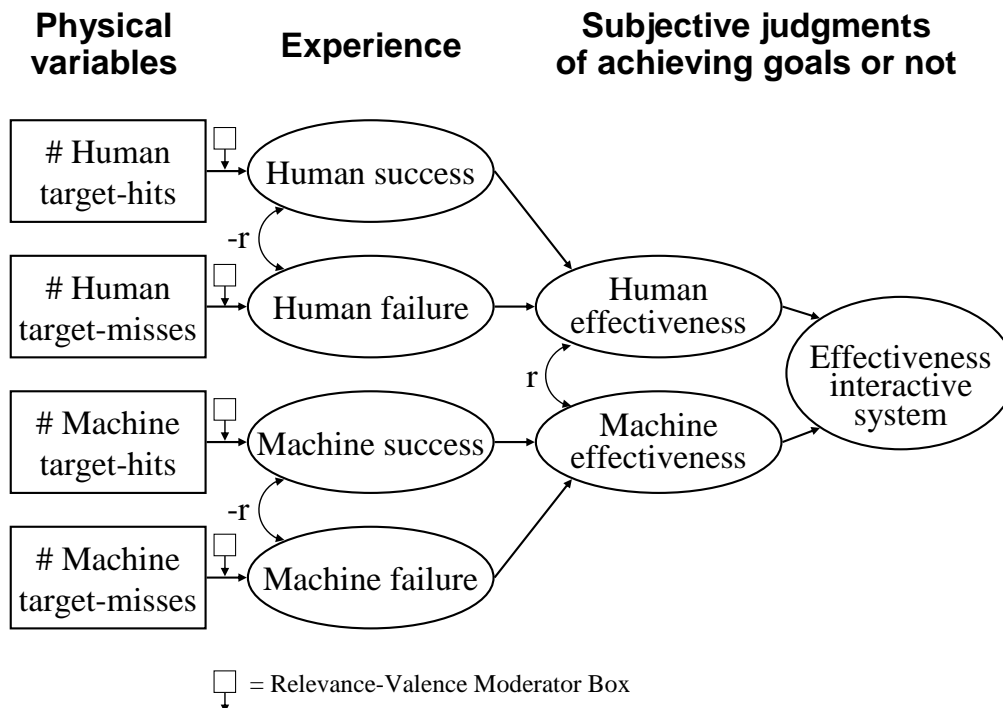 Physical
variables
Experience
Subjective judgments
of achieving goals or not
# Human
target-hits
Human success
-r
# Human
target-misses
Human failure
Human
effectiveness
Effectiveness
interactive
system
r
# Machine
target-hits
Machine success
Machine
effectiveness
-r
# Machine
target-misses
Machine failure
= Relevance-Valence Moderator Box